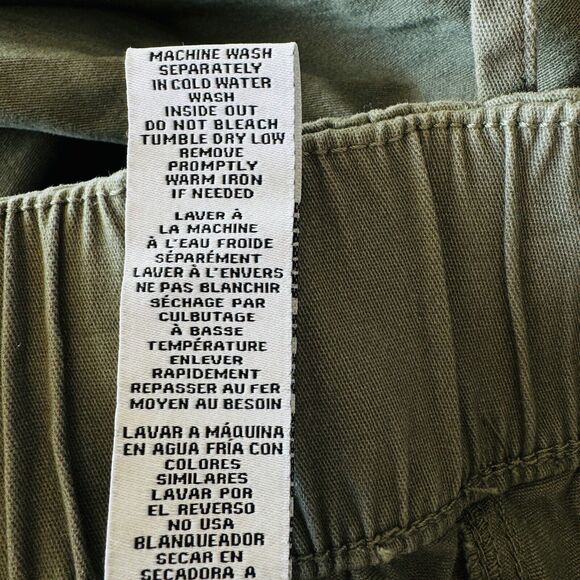 MACHINE WASH
SEPARATELY
IN COLD WATER
WASH
INSIDE OUT
DO NOT BLEACH
TUMBLE DRY LOW
REMOVE
PROMPTLY
WARM IRON
IF NEEDED
LAVER À
LA MACHINE
À L'EAU FROIDE
SÉPARÉMENT
LAVER À L'ENVERS
NE PAS BLANCHIR
SÉCHAGE PAR
CULBUTAGE
À BASSE
TEMPÉRATURE
ENLEVER
RAPIDEMENT
REPASSER AU FER
MOYEN AU BESOIN
LAVAR A MÁQUINA
EN AGUA FRÍA CON
COLORES
SIMILARES
LAVAR POR
EL REVERSO
NO USA
BLANQUEADOR
SECAR EN
SECADORA A